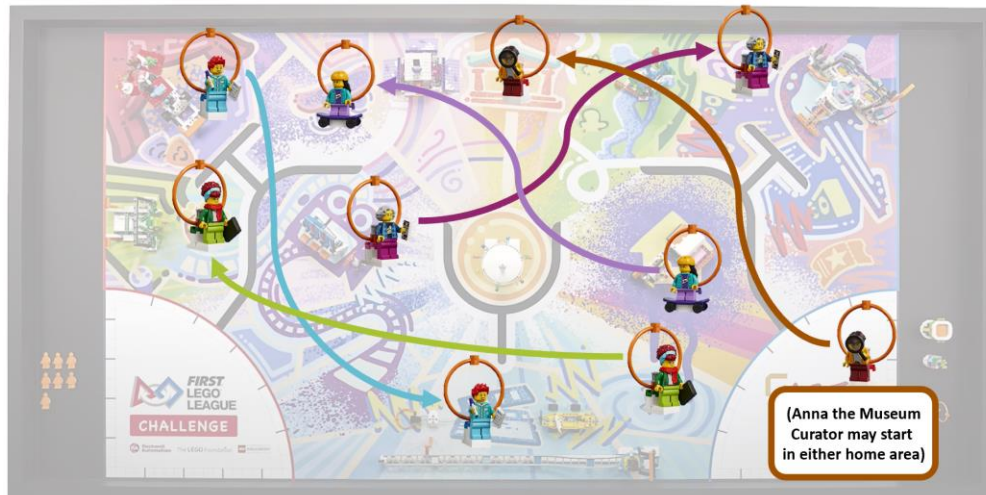 FIRST
LEGO
LEAGUE
CHALLENGE
(Anna the Museum
Curator may start
in either home area)